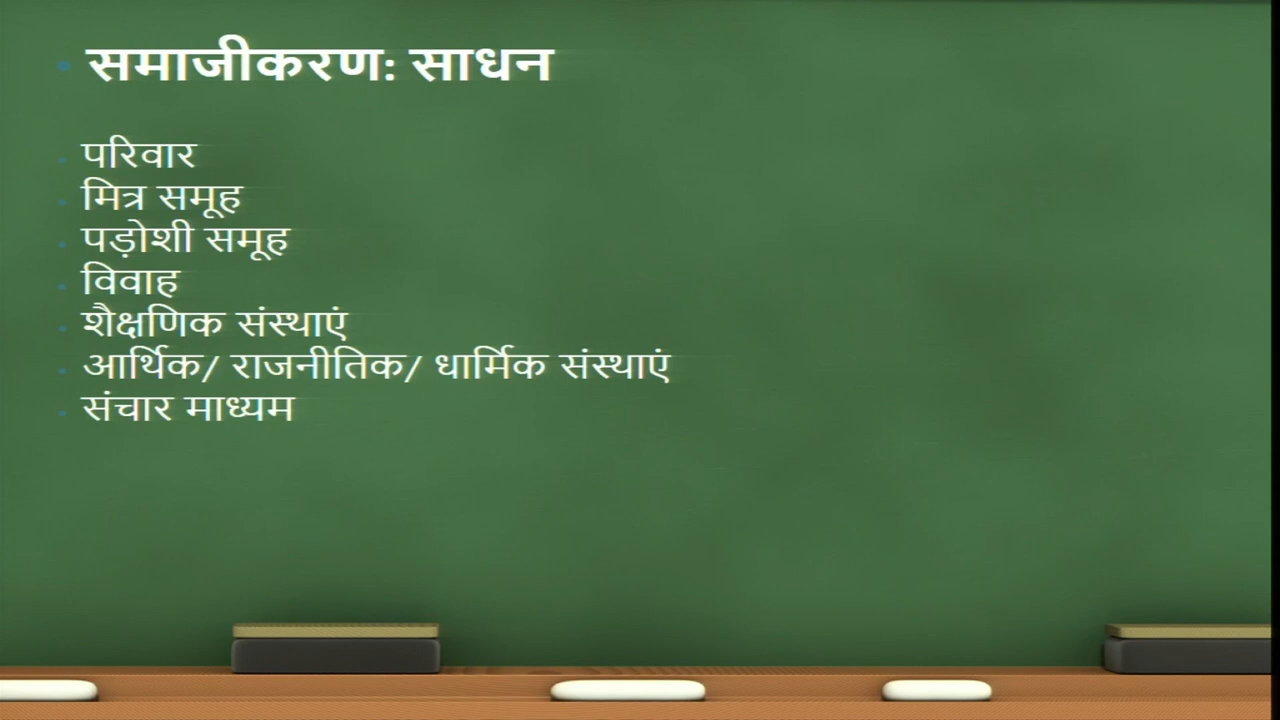 समाजीकरण: साधन
परिवार
मित्र समूह
पड़ोशी समूह
विवाह
शैक्षणिक संस्थाएं
आर्थिक/ राजनीतिक/ धार्मिक संस्थाएं
संचार माध्यम